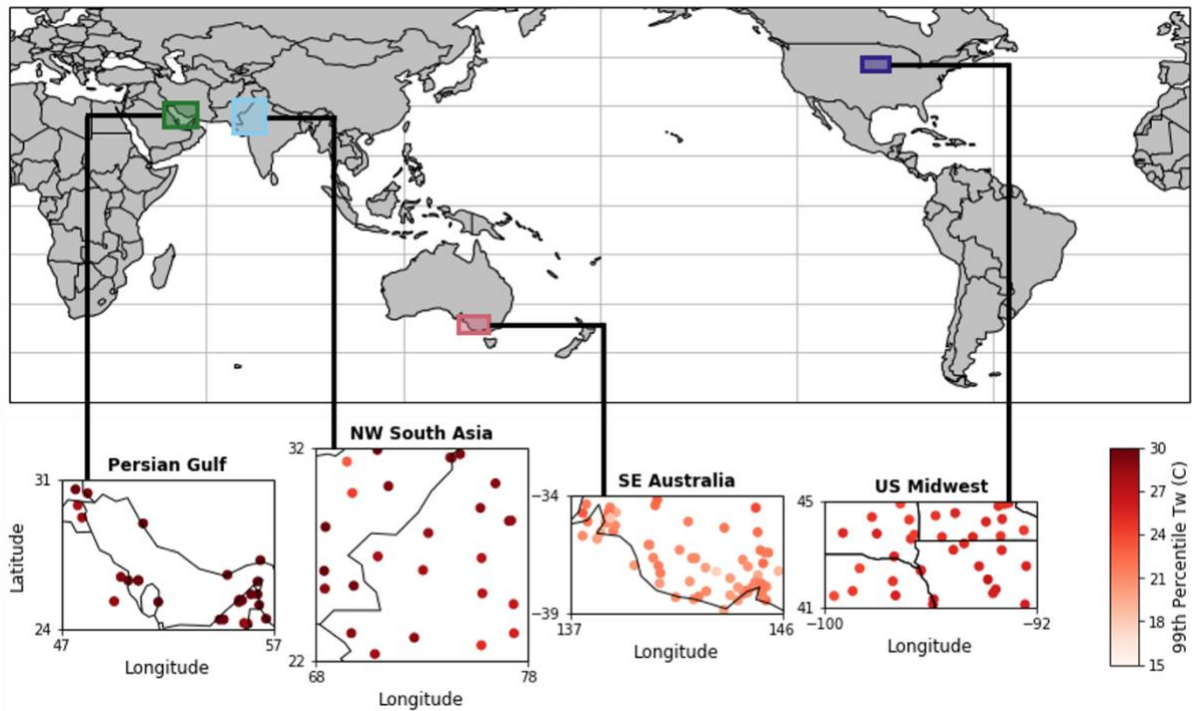 NW South Asia
Persian Gulf
SE Australia
US Midwest
31
24
47
57
Latitude
Longitude
32
22
68
78
Longitude
−34
−39
137
146
Longitude
45
41
−100
−92
Longitude
30
27
24
21
18
15
99th Percentile Tw (C)